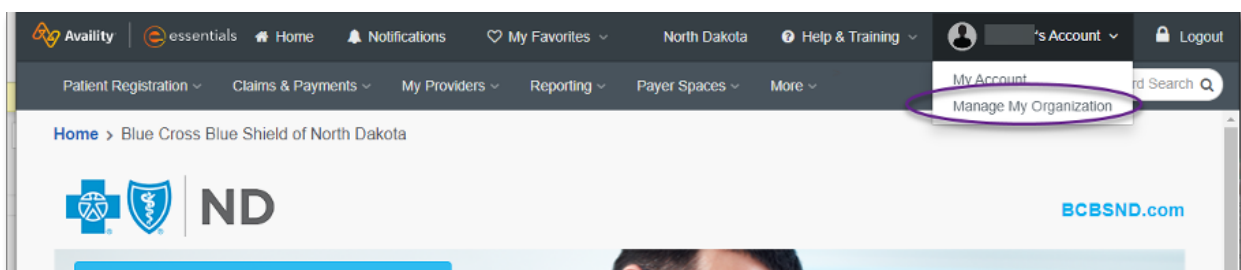 Availity essentials Home Notifications My Favorites North Dakota Help & Training 's Account Logout
Patient Registration Claims & Payments My Providers Reporting Payer Spaces More rd Search
My Account
Manage My Organization
Home > Blue Cross Blue Shield of North Dakota
ND
BCBSND.com